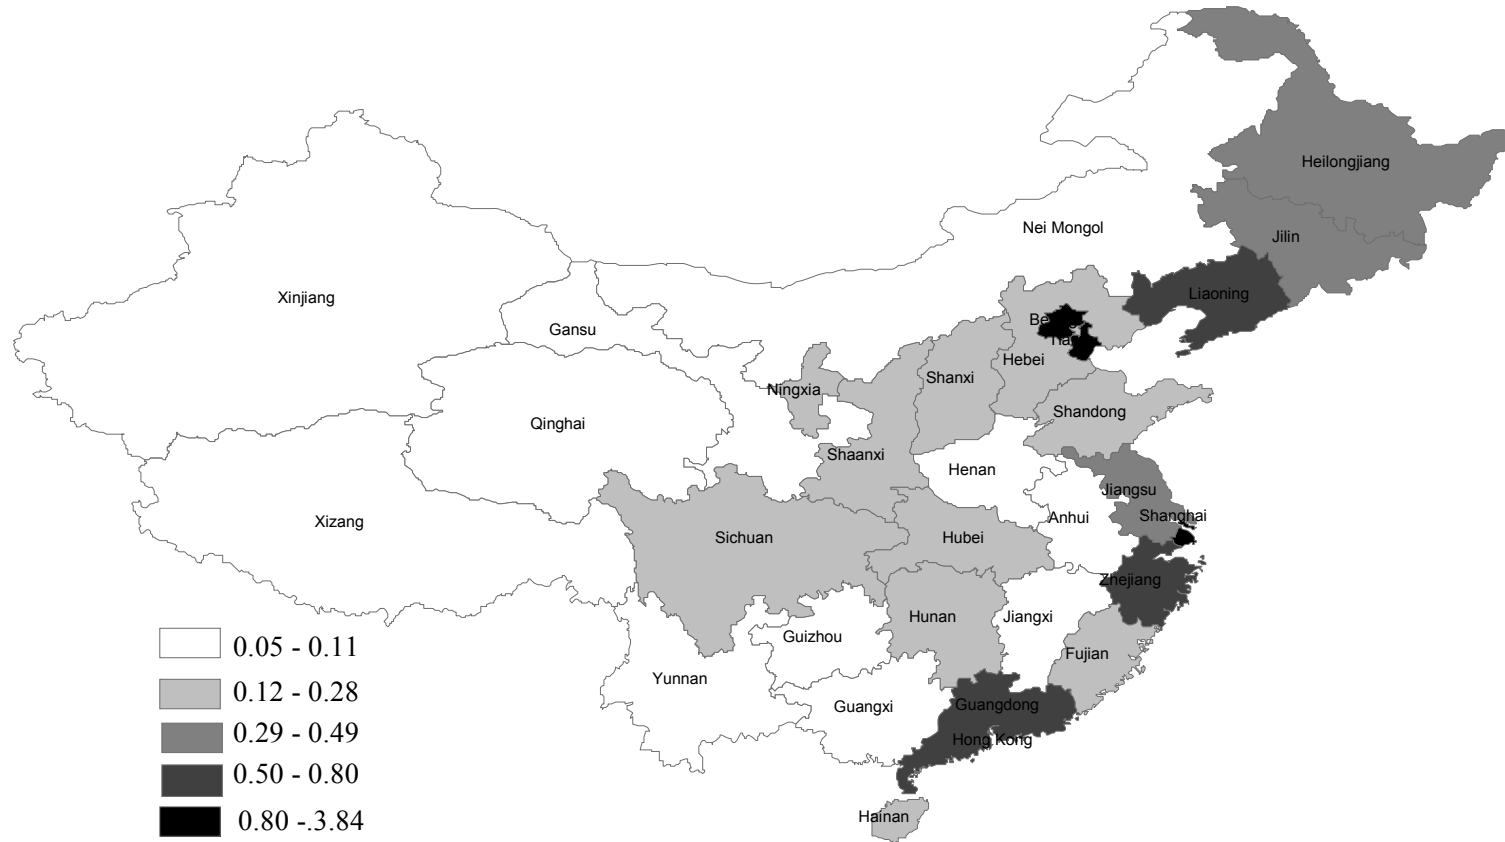 Heilongjiang
Nei Mongol
Jilin
Xinjiang
Liaoning
Gansu
Hebei
Shanxi
Ningxia
Shandong
Qinghai
Shaanxi
Henan
Jiangsu
Shanghai
Xizang
Anhui
Sichuan
Hubei
Zhejiang
Hunan
Jiangxi
Guizhou
Fujian
Yunnan
Guangxi
Guangdong
Hong Kong
Hainan
0.05 - 0.11
0.12 - 0.28
0.29 - 0.49
0.50 - 0.80
0.80 -.3.84